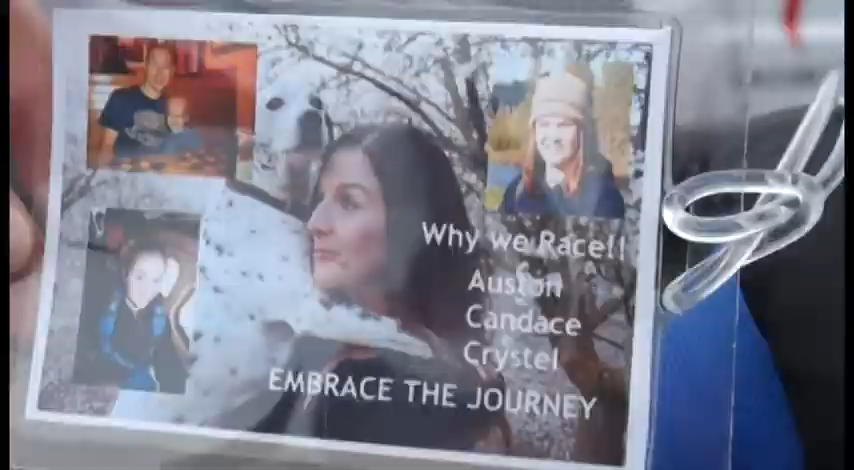 Why we Race!!
Auston
Candace
Crystel
EMBRACE THE JOURNEY